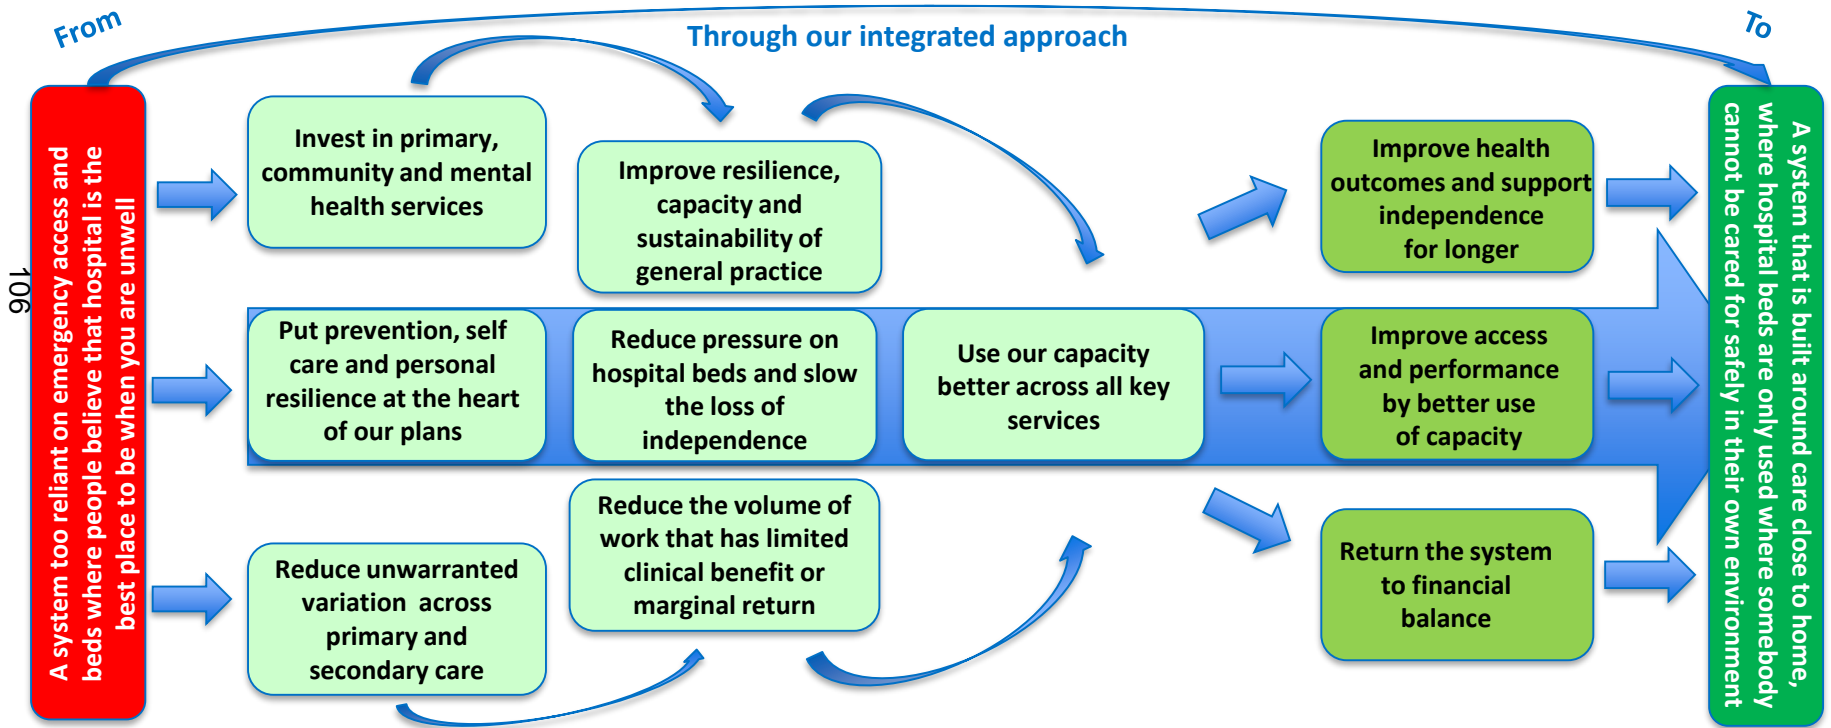 From
Through our integrated approach
To
A system too reliant on emergency access and
beds where people believe that hospital is the
best place to be when you are unwell
106
Invest in primary,
community and mental
health services
Put prevention, self
care and personal
resilience at the heart
of our plans
Reduce unwarranted
variation across
primary and
secondary care
Improve resilience,
capacity and
sustainability of
general practice
Reduce pressure on
hospital beds and slow
the loss of
independence
Reduce the volume of
work that has limited
clinical benefit or
marginal return
Use our capacity
better across all key
services
Improve health
outcomes and support
independence
for longer
Improve access
and performance
by better use
of capacity
Return the system
to financial
balance
A system that is built around care close to home,
where hospital beds are only used where somebody
cannot be cared for safely in their own environment